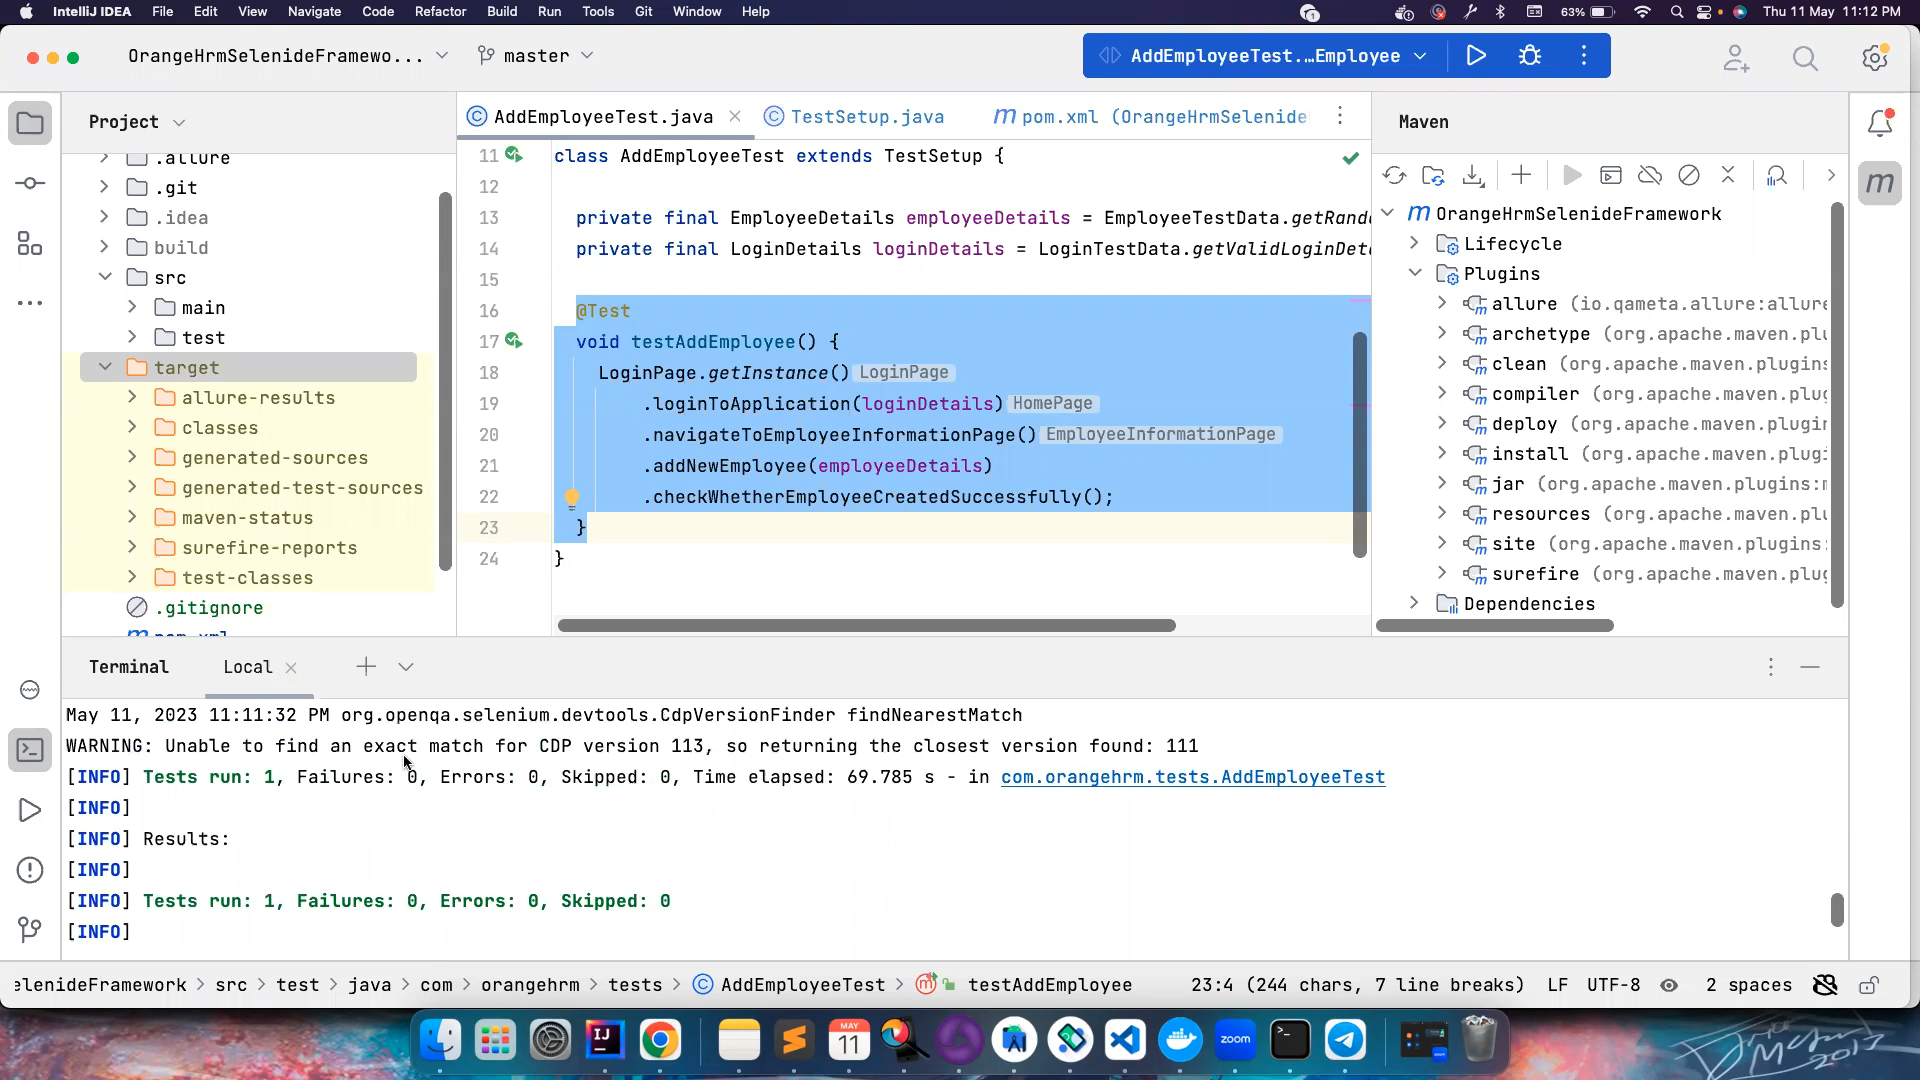 IntelliJ IDEA File Edit View Navigate Code Refactor Build Run Tools Git Window Help 1 63% Thu 11 May 11:12 PM
OrangeHrmSelenideFramewo... master AddEmployeeTest...Employee
Project
.allure
.git
.idea
build
src
main
test
target
allure-results
classes
generated-sources
generated-test-sources
maven-status
surefire-reports
test-classes
.gitignore
pom.xml
AddEmployeeTest.java TestSetup.java pom.xml (OrangeHrmSelenide
11 class AddEmployeeTest extends TestSetup {
12
13 private final EmployeeDetails employeeDetails = EmployeeTestData.getRand
14 private final LoginDetails loginDetails = LoginTestData.getValidLoginDet
15
16 @Test
17 void testAddEmployee() {
18 LoginPage.getInstance() LoginPage
19 .loginToApplication(loginDetails) HomePage
20 .navigateToEmployeeInformationPage() EmployeeInformationPage
21 .addNewEmployee(employeeDetails)
22 .checkWhetherEmployeeCreatedSuccessfully();
23 }
24 }
Maven
OrangeHrmSelenideFramework
Lifecycle
Plugins
allure (io.qameta.allure:allure
archetype (org.apache.maven.plu
clean (org.apache.maven.plugins
compiler (org.apache.maven.plug
deploy (org.apache.maven.plugin
install (org.apache.maven.plugi
jar (org.apache.maven.plugins:m
resources (org.apache.maven.plu
site (org.apache.maven.plugins:
surefire (org.apache.maven.plug
Dependencies
Terminal Local
May 11, 2023 11:11:32 PM org.openqa.selenium.devtools.CdpVersionFinder findNearestMatch
WARNING: Unable to find an exact match for CDP version 113, so returning the closest version found: 111
[INFO] Tests run: 1, Failures: 0, Errors: 0, Skipped: 0, Time elapsed: 69.785 s - in com.orangehrm.tests.AddEmployeeTest
[INFO]
[INFO] Results:
[INFO]
[INFO] Tests run: 1, Failures: 0, Errors: 0, Skipped: 0
[INFO]
elenideFramework > src > test > java > com > orangehrm > tests > AddEmployeeTest > testAddEmployee 23:4 (244 chars, 7 line breaks) LF UTF-8 2 spaces
MAY
11
zoom
2017